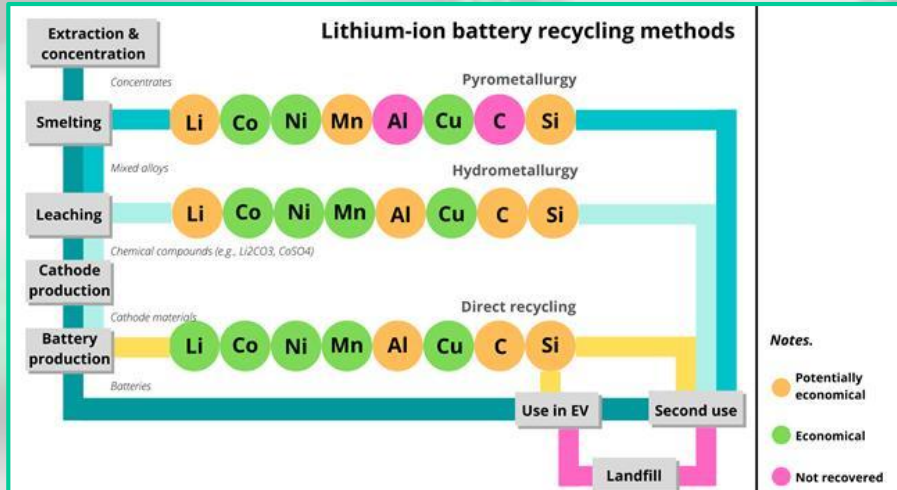 Lithium-ion battery recycling methods
Extraction &
concentration
Concentrates
Pyrometallurgy
Smelting
Li Co Ni Mn Al Cu C Si
Mixed alloys
Hydrometallurgy
Leaching
Li Co Ni Mn Al Cu C Si
Chemical compounds (e.g., Li2CO3, CoSO4)
Cathode
production
Direct recycling
Cathode materials
Battery
production
Li Co Ni Mn Al Cu C Si
Batteries
Use in EV
Second use
Landfill
Notes.
Potentially
economical
Economical
Not recovered